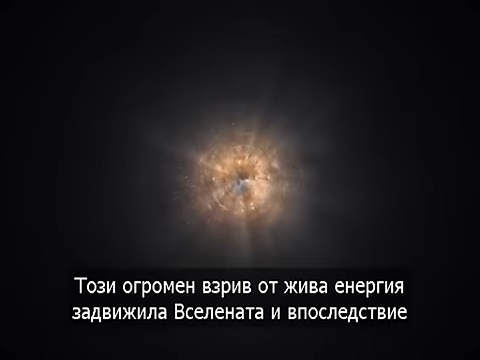 Този огромен взрив от жива енергия
задвижила Вселената и впоследствие